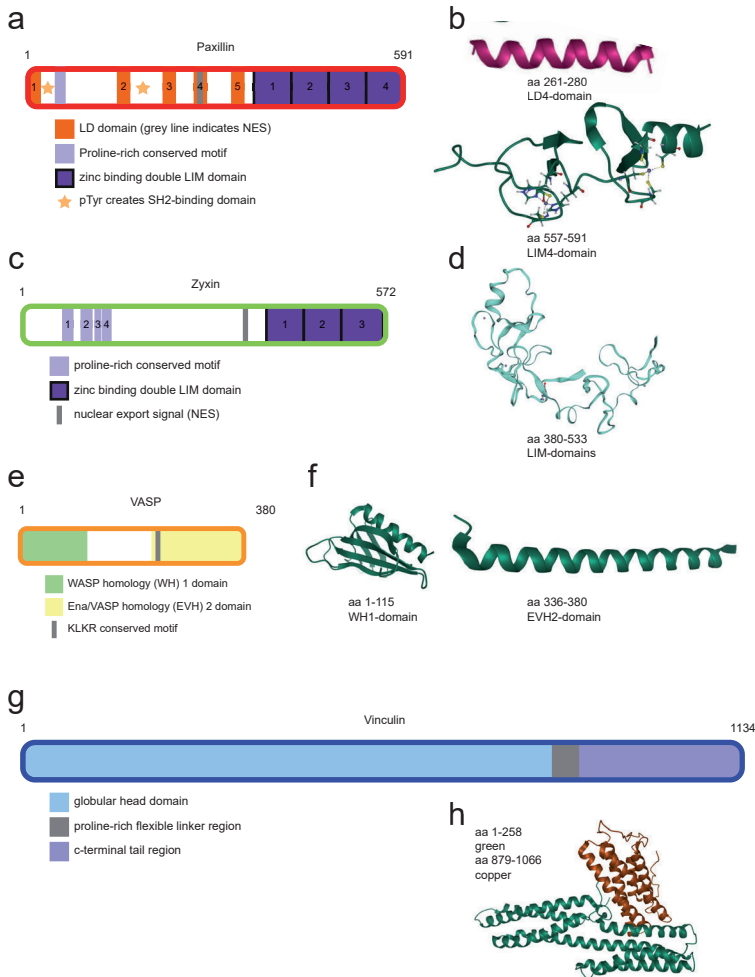 a
Paxillin
1 591
1 2 3 4 5 1 2 3 4
LD domain (grey line indicates NES)
Proline-rich conserved motif
zinc binding double LIM domain
pTyr creates SH2-binding domain
b
aa 261-280
LD4-domain
aa 557-591
LIM4-domain
c
Zyxin
1 572
1 2 3 4 1 2 3
proline-rich conserved motif
zinc binding double LIM domain
nuclear export signal (NES)
d
aa 380-533
LIM-domains
e
VASP
1 380
WASP homology (WH) 1 domain
Ena/VASP homology (EVH) 2 domain
KLKR conserved motif
f
aa 1-115
WH1-domain
aa 336-380
EVH2-domain
g
Vinculin
1 1134
globular head domain
proline-rich flexible linker region
c-terminal tail region
h
aa 1-258
green
aa 879-1066
copper